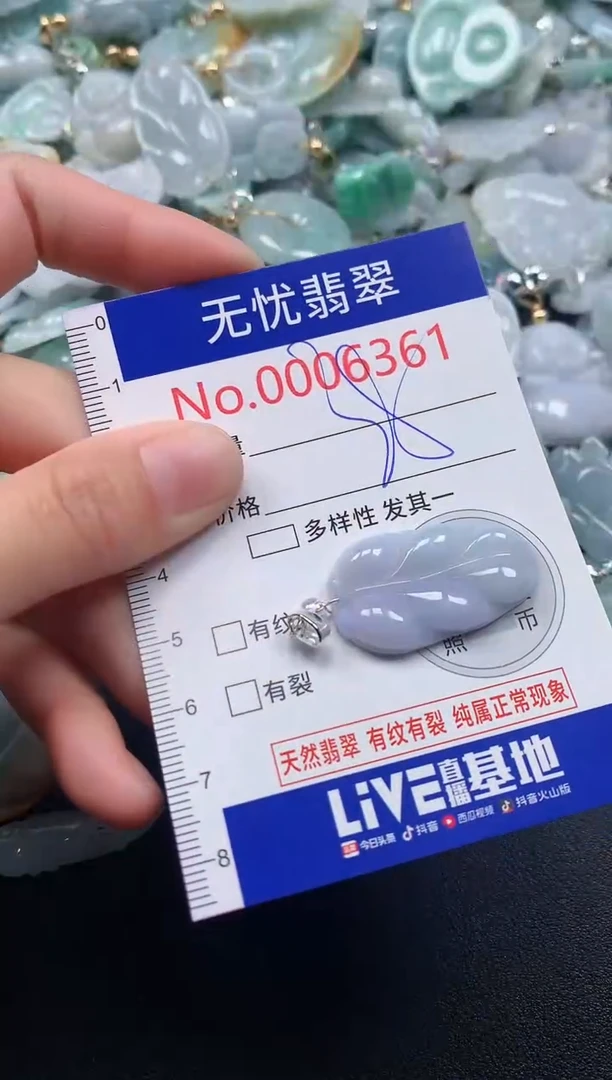 0
无忧翡翠
No.0006361
1
量
价格
多样性 发其一
4
5
有纹
照 币
6
有裂
天然翡翠 有纹有裂 纯属正常现象
7
LiVE直播基地
今日头条 抖音 西瓜视频 抖音火山版
8